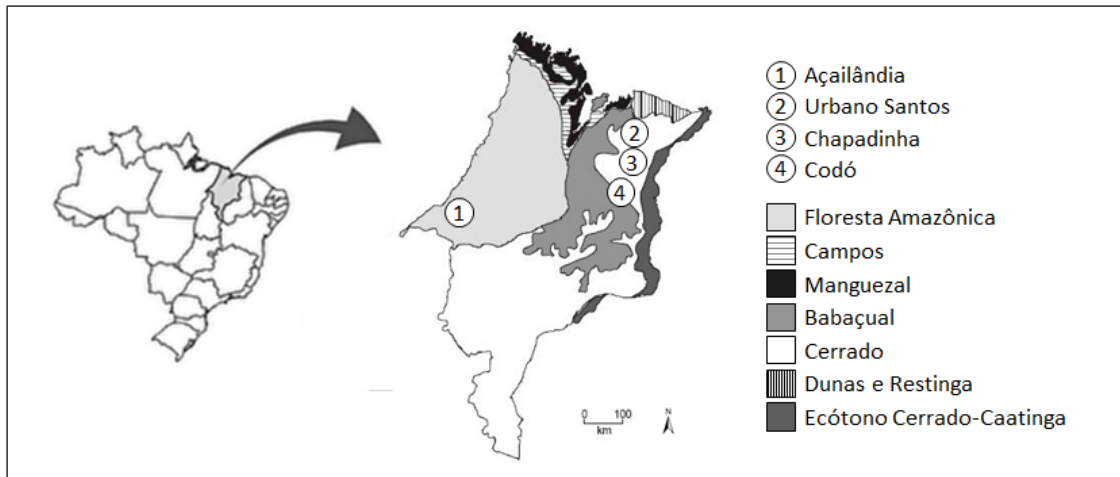 1 Açailândia
2 Urbano Santos
3 Chapadinha
4 Codó
Floresta Amazônica
Campos
Manguezal
Babaçual
Cerrado
Dunas e Restinga
Ecótono Cerrado-Caatinga
2
3
4
1
0 100
km
N